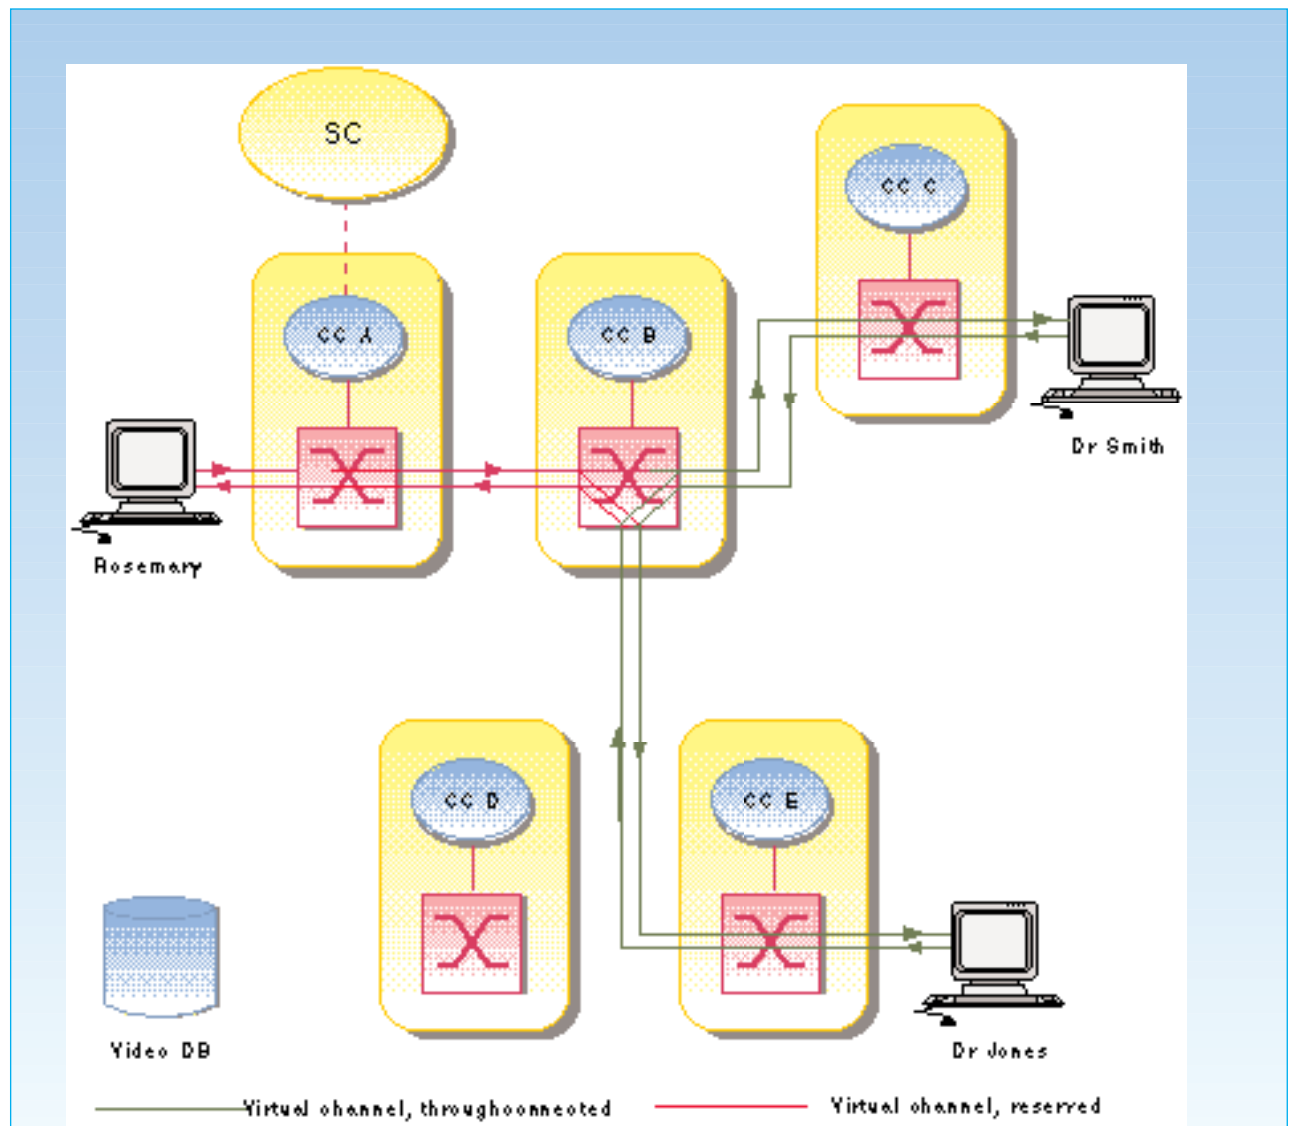 SC
CC C
CC A
CC B
Dr Smith
Rosemary
CC D
CC E
Video DB
Dr Jones
Virtual channel, throughconnected
Virtual channel, reserved